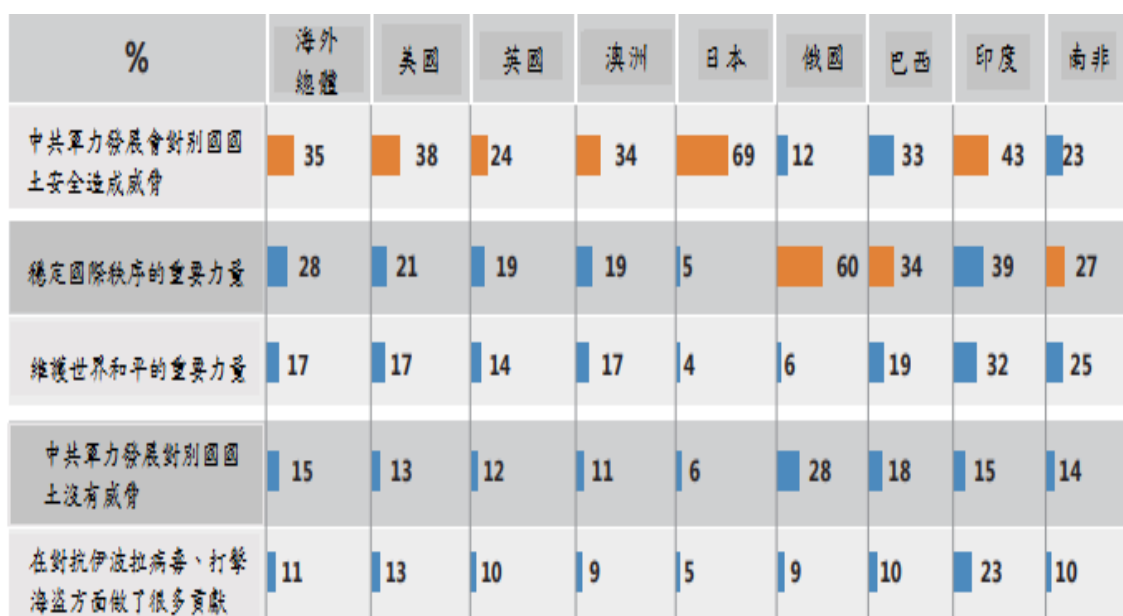 % 海外 美國 英國 澳洲 日本 俄國 巴西 印度 南非
總體
中共軍力發展會對別國國
土安全造成威脅 35 38 24 34 69 12 33 43 23
穩定國際秩序的重要力量 28 21 19 19 5 60 34 39 27
維護世界和平的重要力量 17 17 14 17 4 6 19 32 25
中共軍力發展對別國國
土沒有威脅 15 13 12 11 6 28 18 15 14
在對抗伊波拉病毒、打擊
海盜方面做了很多貢獻 11 13 10 9 5 9 10 23 10